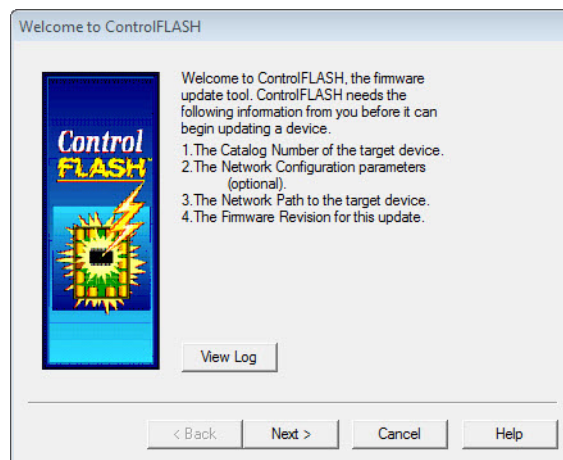 Welcome to ControlFLASH
Control
FLASH™
Welcome to ControlFLASH, the firmware
update tool. ControlFLASH needs the
following information from you before it can
begin updating a device.
1.The Catalog Number of the target device.
2.The Network Configuration parameters
(optional).
3.The Network Path to the target device.
4.The Firmware Revision for this update.
View Log
< Back
Next >
Cancel
Help